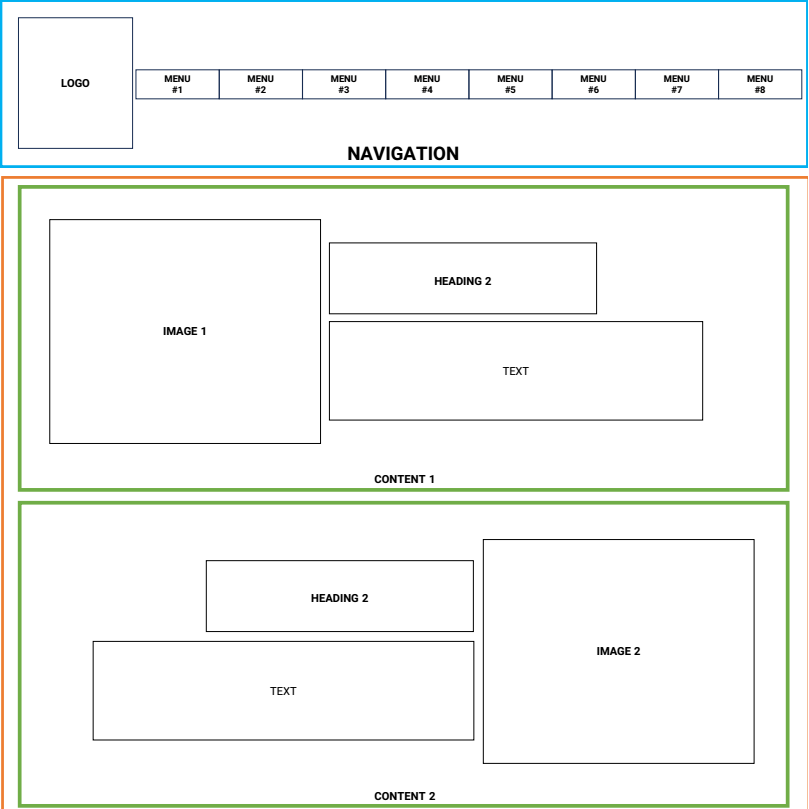 LOGO
MENU
#1
MENU
#2
MENU
#3
MENU
#4
MENU
#5
MENU
#6
MENU
#7
MENU
#8
NAVIGATION
IMAGE 1
HEADING 2
TEXT
CONTENT 1
HEADING 2
TEXT
IMAGE 2
CONTENT 2